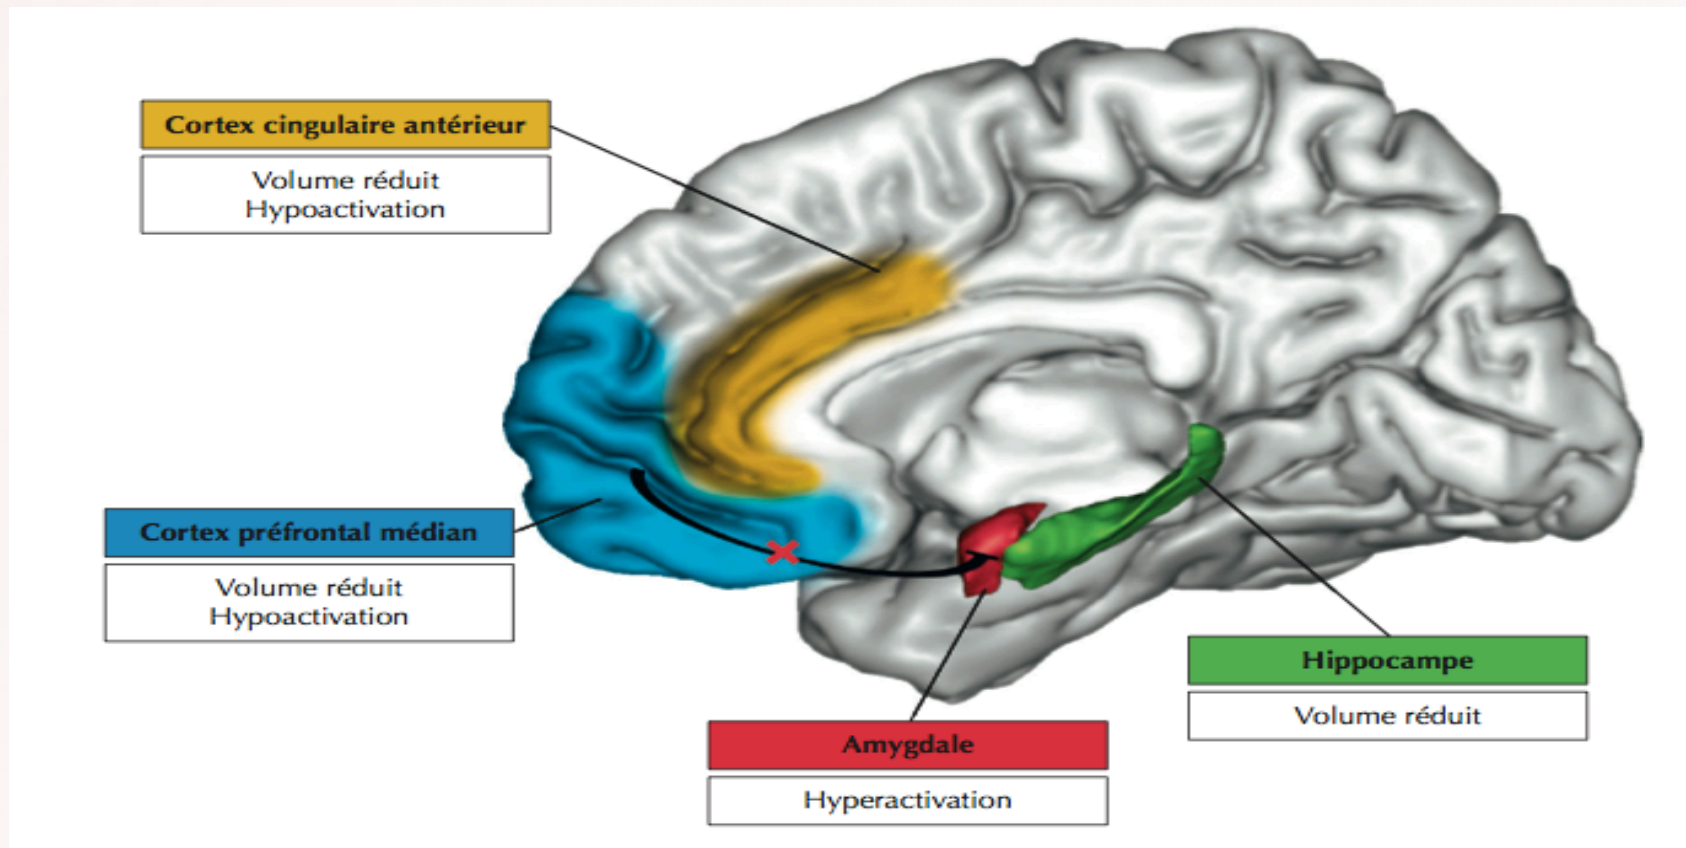 Cortex cingulaire antérieur
Volume réduit
Hypoactivation
Cortex préfrontal médian
Volume réduit
Hypoactivation
Hippocampe
Volume réduit
Amygdale
Hyperactivation